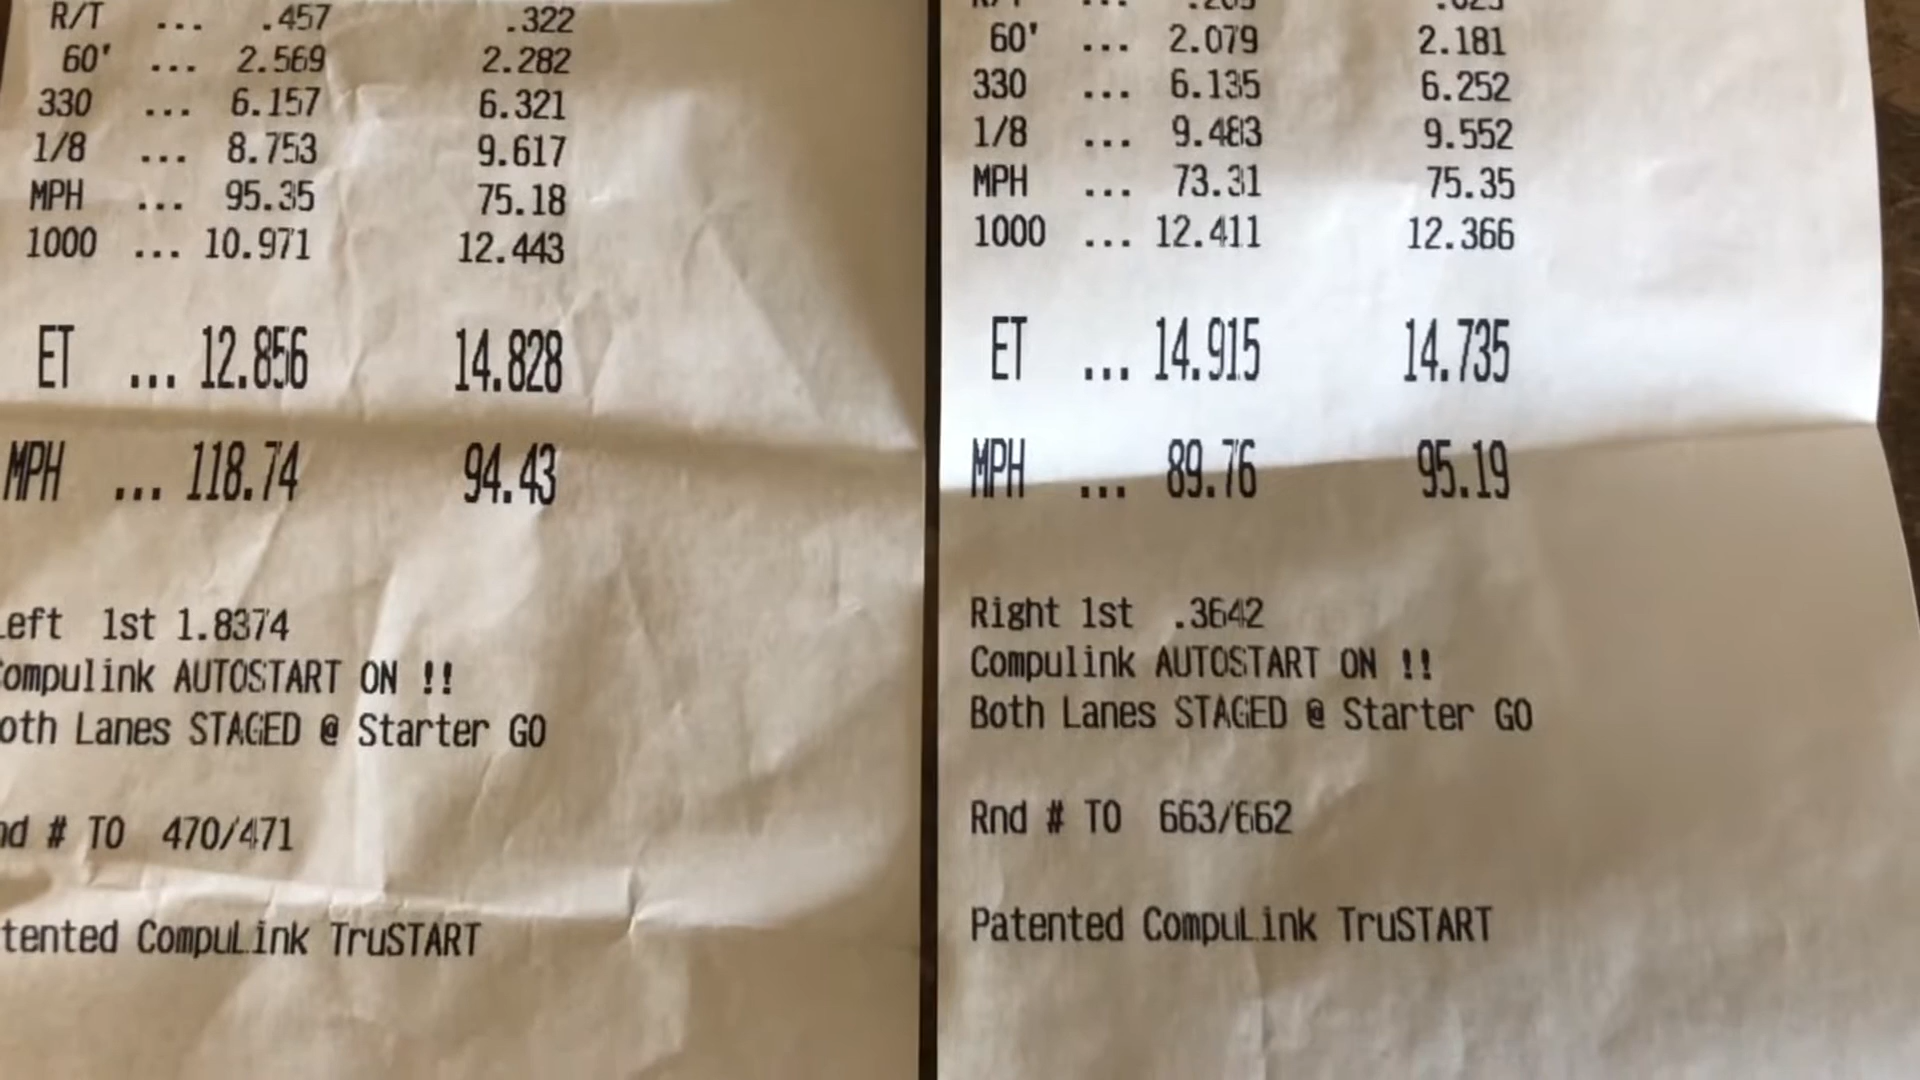 R/T ... .457 .322
60' ... 2.569 2.282
330 ... 6.157 6.321
1/8 ... 8.753 9.617
MPH ... 95.35 75.18
1000 ... 10.971 12.443
ET ... 12.856 14.828
MPH ... 118.74 94.43
Left 1st 1.8374
Compulink AUTOSTART ON !!
oth Lanes STAGED @ Starter GO
nd # TO 470/471
tented CompuLink TruSTART
R/T ...
60' ... 2.079 2.181
330 ... 6.135 6.252
1/8 ... 9.483 9.552
MPH ... 73.31 75.35
1000 ... 12.411 12.366
ET ... 14.915 14.735
MPH ... 89.76 95.19
Right 1st .3642
Compulink AUTOSTART ON !!
Both Lanes STAGED @ Starter GO
Rnd # TO 663/662
Patented CompuLink TruSTART